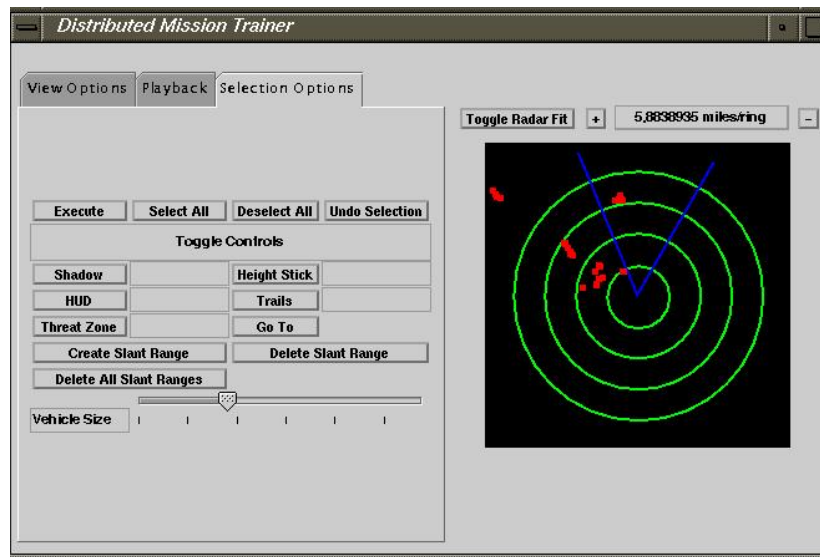 Distributed Mission Trainer
View Options Playback Selection Options
Toggle Radar Fit + 5,8838935 miles/ring -
Execute Select All Deselect All Undo Selection
Toggle Controls
Shadow Height Stick
HUD Trails
Threat Zone Go To
Create Slant Range Delete Slant Range
Delete All Slant Ranges
Vehicle Size